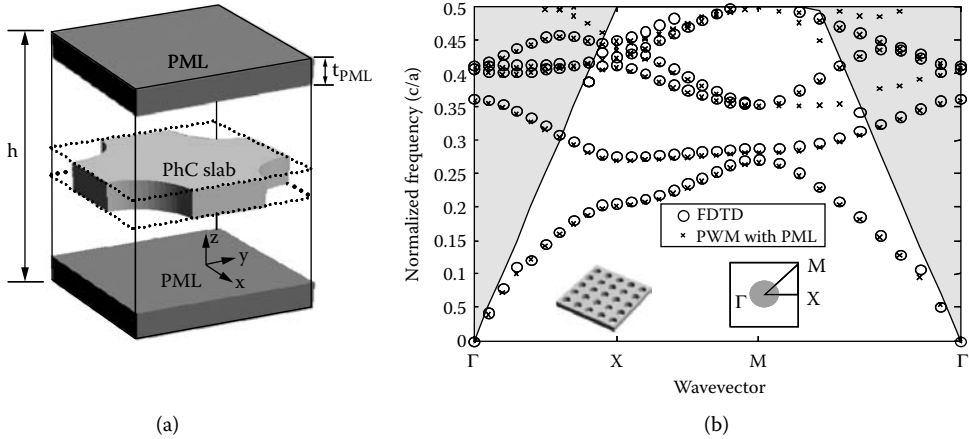 PML
t_PML
h
PhC slab
z
y
x
PML
(a)
Normalized frequency (c/a)
0.5
0.45
0.4
0.35
0.3
0.25
0.2
0.15
0.1
0.05
0
FDTD
PWM with PML
M
Γ
X
Γ
X
M
Γ
Wavevector
(b)